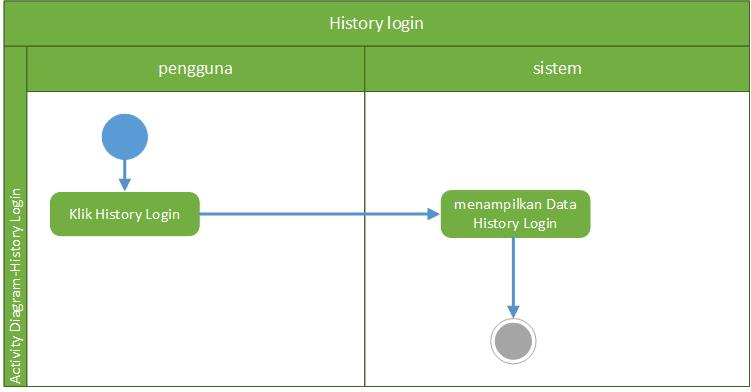 History login
pengguna
sistem
Activity Diagram-History Login
Klik History Login
menampilkan Data
History Login